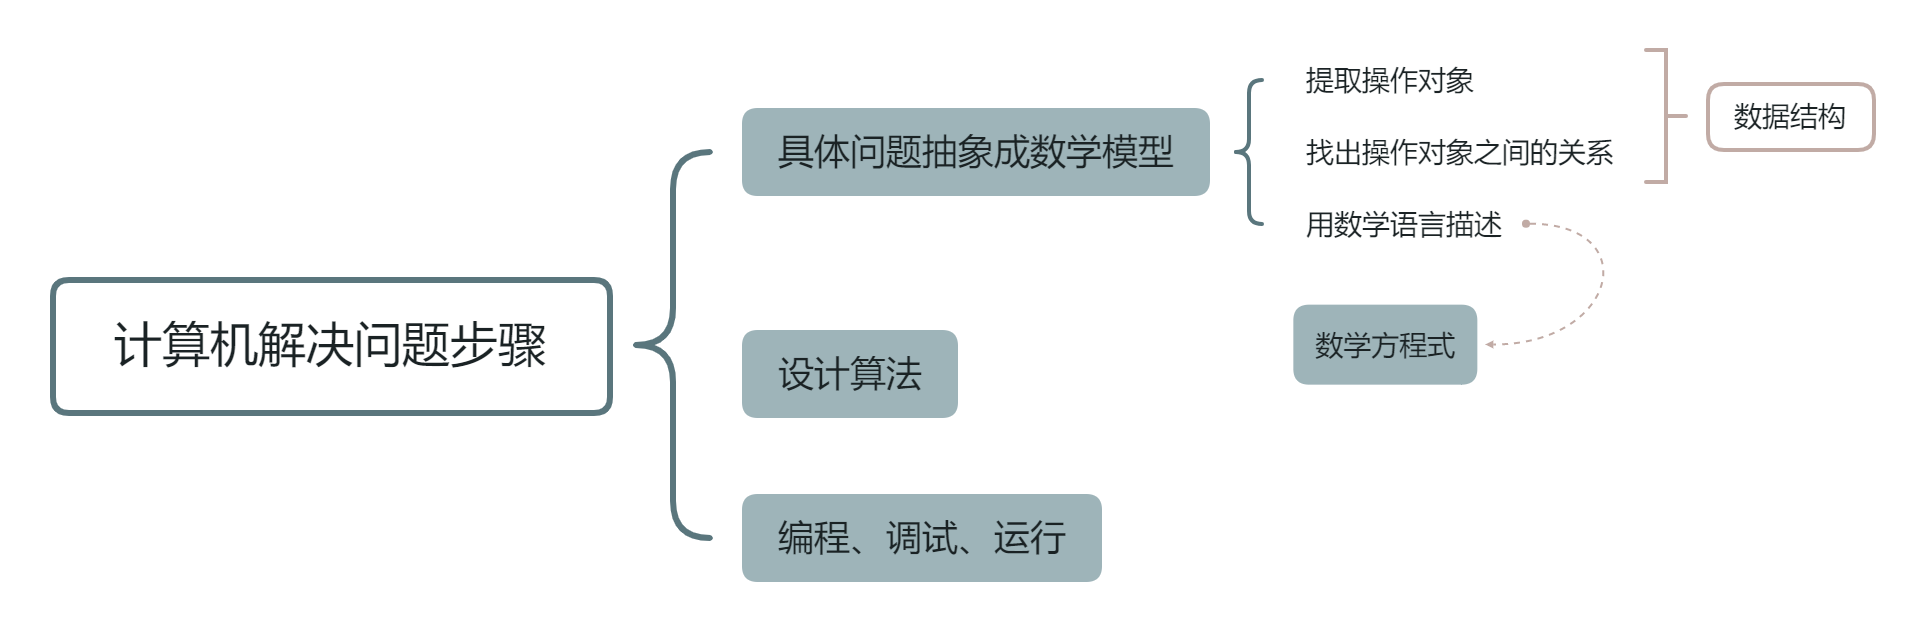 计算机解决问题步骤
具体问题抽象成数学模型
提取操作对象
找出操作对象之间的关系
用数学语言描述
数据结构
数学方程式
设计算法
编程、调试、运行